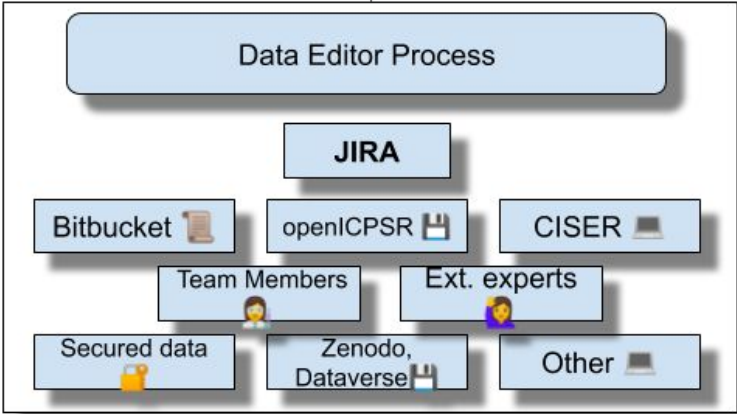 Data Editor Process
JIRA
Bitbucket 📜
openICPSR 💾
CISER 💻
Team Members
👩‍🔬
Ext. experts
🙋‍♀️
Secured data
🔐
Zenodo,
Dataverse💾
Other 💻